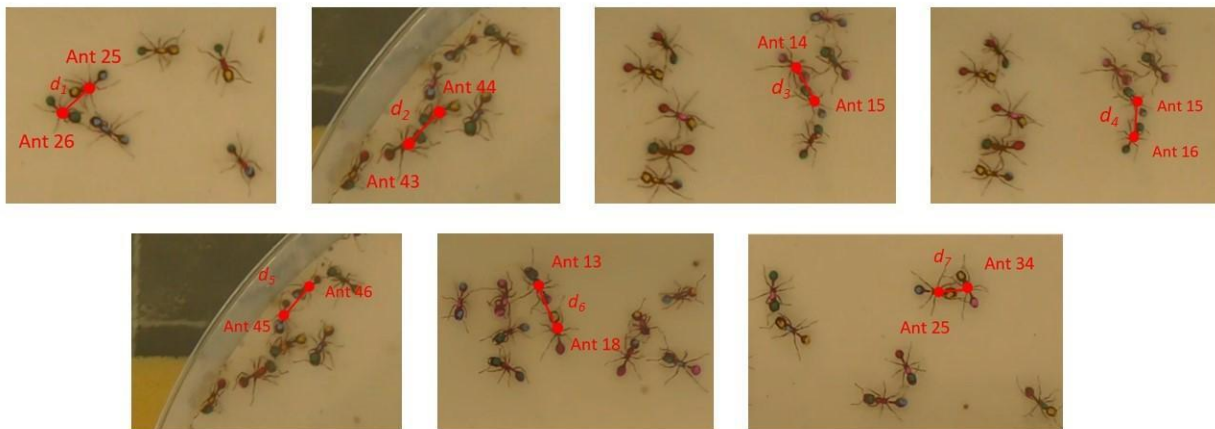 Ant 25
d1
Ant 26
Ant 44
d2
Ant 43
Ant 14
d3
Ant 15
Ant 15
d4
Ant 16
d5
Ant 46
Ant 45
Ant 13
d6
Ant 18
d7
Ant 34
Ant 25